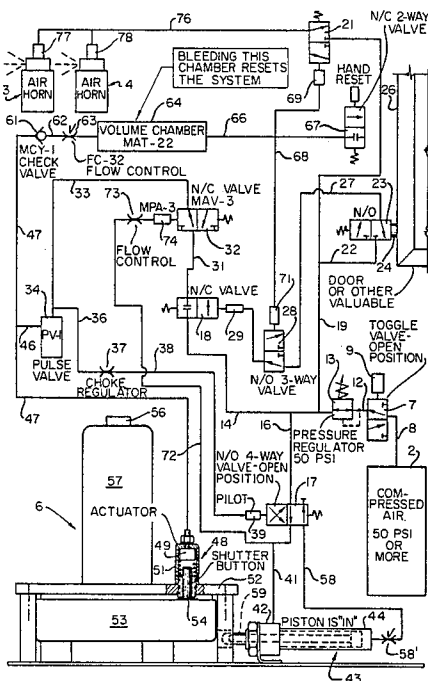 76
77
78
21
N/C 2-WAY
VALVE
BLEEDING THIS
CHAMBER RESETS
THE SYSTEM
HAND
RESET
3
AIR
HORN
AIR
HORN
4
69
26
61
62
63
64
VOLUME CHAMBER
MAT-22
66
67
MCY-1
CHECK
VALVE
FC-32
FLOW CONTROL
68
33
73
MPA-3
N/C VALVE
MAV-3
27
N/O
23
47
74
32
FLOW
CONTROL
31
22
24
34
36
N/C VALVE
71
DOOR
OR OTHER
VALUABLE
46
PV-1
18
29
28
19
PULSE
VALVE
37
38
N/O 3-WAY
VALVE
TOGGLE
VALVE-
OPEN
POSITION
9
13
12
7
CHOKE
REGULATOR
47
14
16
8
56
72
PRESSURE
REGULATOR
50 PSI
2
N/O 4-WAY
VALVE-OPEN
POSITION
57
17
6
ACTUATOR
PILOT
39
COM-
PRESSED
AIR.
50 PSI
OR
MORE
49
48
51
SHUTTER
BUTTON
41
58
52
59
42
53
54
PISTON IS "IN"
44
58'
43